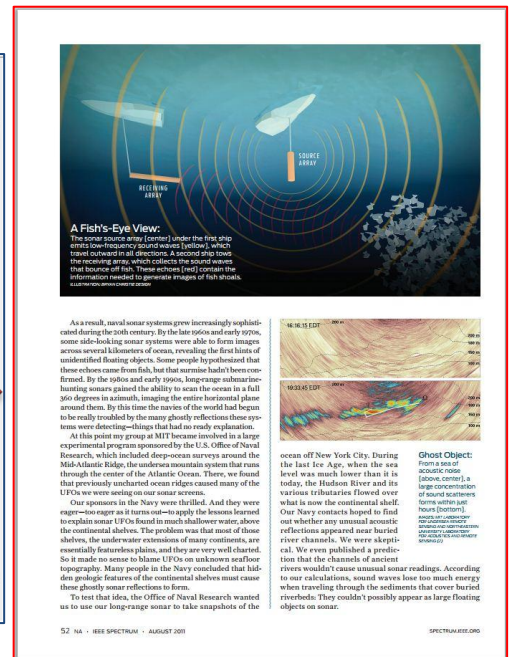 SOURCE
ARRAY
RECEIVING
ARRAY
A Fish's-Eye View:
The sonar source array [center] under the first ship
emits low-frequency sound waves [yellow], which
travel outward in all directions. A second ship tows
the receiving array, which collects the sound waves
that bounce off fish. These echoes [red] contain the
information needed to generate images of fish shoals.
ILLUSTRATION: BRYAN CHRISTIE DESIGN
As a result, naval sonar systems grew increasingly sophisti-
cated during the 20th century. By the late 1960s and early 1970s,
some side-looking sonar systems were able to form images
across several kilometers of ocean, revealing the first hints of
unidentified floating objects. Some people hypothesized that
these echoes came from fish, but that surmise hadn't been con-
firmed. By the 1980s and early 1990s, long-range submarine-
hunting sonars gained the ability to scan the ocean in a full
360 degrees in azimuth, imaging the entire horizontal plane
around them. By this time the navies of the world had begun
to be really troubled by the many ghostly reflections these sys-
tems were detecting—things that had no ready explanation.
At this point my group at MIT became involved in a large
experimental program sponsored by the U.S. Office of Naval
Research, which included deep-ocean surveys around the
Mid-Atlantic Ridge, the undersea mountain system that runs
through the center of the Atlantic Ocean. There, we found
that previously uncharted ocean ridges caused many of the
UFOs we were seeing on our sonar screens.
Our sponsors in the Navy were thrilled. And they were
eager—too eager as it turns out—to apply the lessons learned
to explain sonar UFOs found in much shallower water, above
the continental shelves. The problem was that most of those
shelves, the underwater extensions of many continents, are
essentially featureless plains, and they are very well charted.
So it made no sense to blame UFOs on unknown seafloor
topography. Many people in the Navy concluded that hid-
den geologic features of the continental shelves must cause
these ghostly sonar reflections to form.
To test that idea, the Office of Naval Research wanted
us to use our long-range sonar to take snapshots of the
16:16:15 EDT
200 m
200 m
150 m
100 m
19:33:45 EDT
200 m
200 m
150 m
100 m
ocean off New York City. During
the last Ice Age, when the sea
level was much lower than it is
today, the Hudson River and its
various tributaries flowed over
what is now the continental shelf.
Our Navy contacts hoped to find
out whether any unusual acoustic
reflections appeared near buried
river channels. We were skepti-
cal. We even published a predic-
tion that the channels of ancient
rivers wouldn't cause unusual sonar readings. According
to our calculations, sound waves lose too much energy
when traveling through the sediments that cover buried
riverbeds: They couldn't possibly appear as large floating
objects on sonar.
Ghost Object:
From a sea of
acoustic noise
[above, center], a
large concentration
of sound scatterers
forms within just
hours [bottom].
IMAGES: MIT LABORATORY
FOR UNDERSEA REMOTE
SENSING AND NORTHEASTERN
UNIVERSITY LABORATORY
FOR ACOUSTICS AND REMOTE
SENSING (2)
52 NA • IEEE SPECTRUM • AUGUST 2011
SPECTRUM.IEEE.ORG